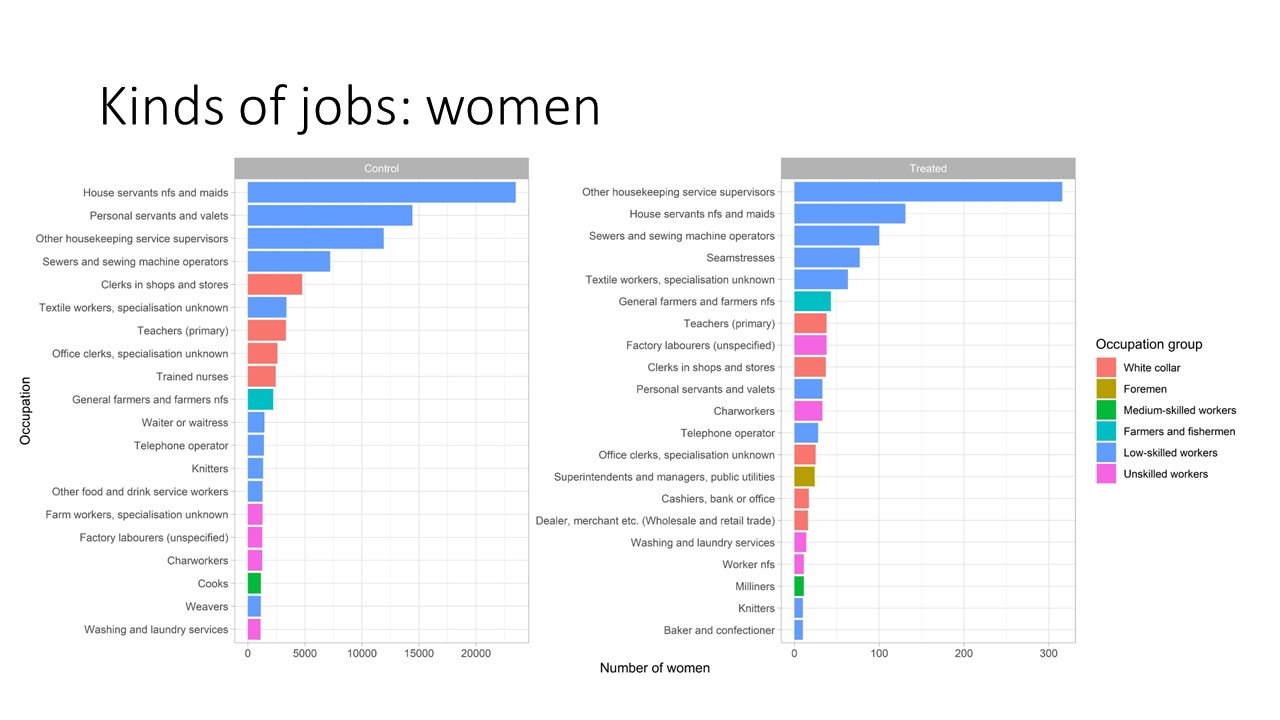 Kinds of jobs: women
Control
House servants nfs and maids
Personal servants and valets
Other housekeeping service supervisors
Sewers and sewing machine operators
Clerks in shops and stores
Textile workers, specialisation unknown
Teachers (primary)
Office clerks, specialisation unknown
Trained nurses
General farmers and farmers nfs
Waiter or waitress
Telephone operator
Knitters
Other food and drink service workers
Farm workers, specialisation unknown
Factory labourers (unspecified)
Charworkers
Cooks
Weavers
Washing and laundry services
0 5000 10000 15000 20000
Occupation
Treated
Other housekeeping service supervisors
House servants nfs and maids
Sewers and sewing machine operators
Seamstresses
Textile workers, specialisation unknown
General farmers and farmers nfs
Teachers (primary)
Factory labourers (unspecified)
Clerks in shops and stores
Personal servants and valets
Charworkers
Telephone operator
Office clerks, specialisation unknown
Superintendents and managers, public utilities
Cashiers, bank or office
Dealer, merchant etc. (Wholesale and retail trade)
Washing and laundry services
Worker nfs
Milliners
Knitters
Baker and confectioner
0 100 200 300
Number of women
Occupation group
White collar
Foremen
Medium-skilled workers
Farmers and fishermen
Low-skilled workers
Unskilled workers